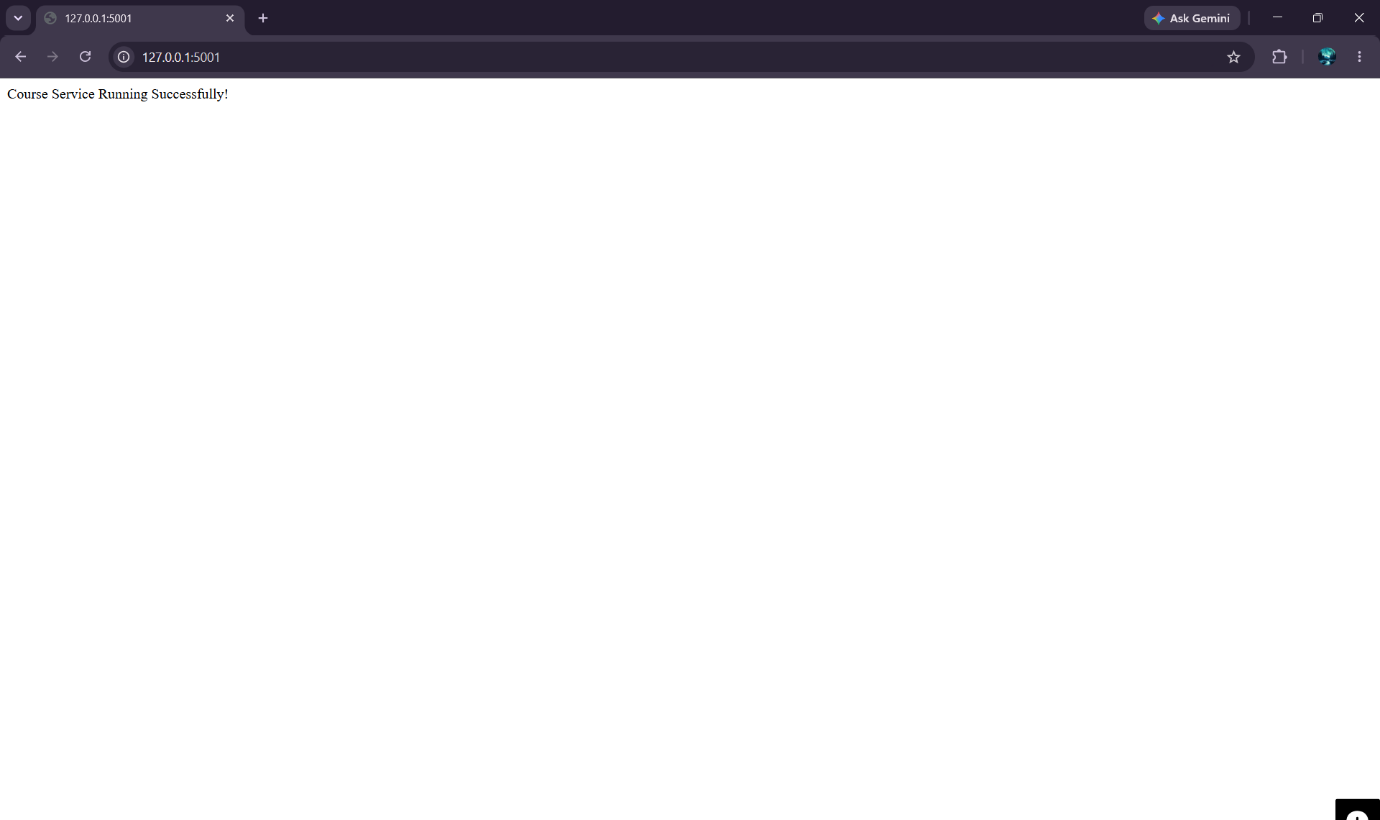 127.0.0.1:5001
Ask Gemini
127.0.0.1:5001
Course Service Running Successfully!